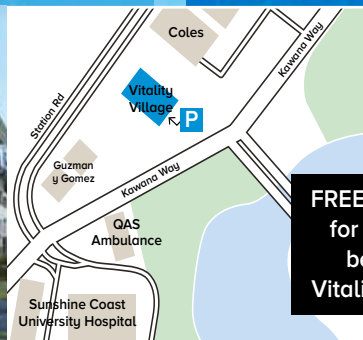 Coles
Kawana Way
Station Rd
Vitality
Village
P
Guzman
y Gomez
Kawana Way
QAS
Ambulance
FREE
for
Vitali
Sunshine Coast
University Hospital